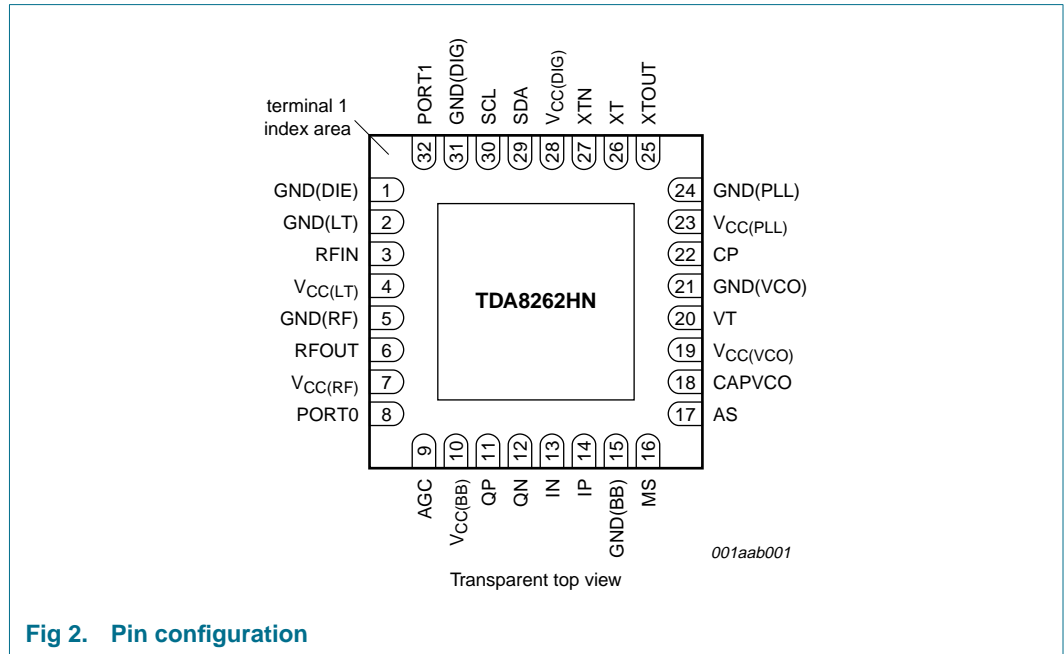 PORT1
GND(DIG)
SCL
SDA
VCC(DIG)
XTN
XT
XTOUT
terminal 1
index area
32 31 30 29 28 27 26 25
GND(DIE) 1
GND(LT) 2
RFIN 3
VCC(LT) 4
GND(RF) 5
RFOUT 6
VCC(RF) 7
PORT0 8
TDA8262HN
24 GND(PLL)
23 VCC(PLL)
22 CP
21 GND(VCO)
20 VT
19 VCC(VCO)
18 CAPVCO
17 AS
9 10 11 12 13 14 15 16
AGC
VCC(BB)
QP
QN
IN
IP
GND(BB)
MS
001aab001
Transparent top view
Fig 2. Pin configuration